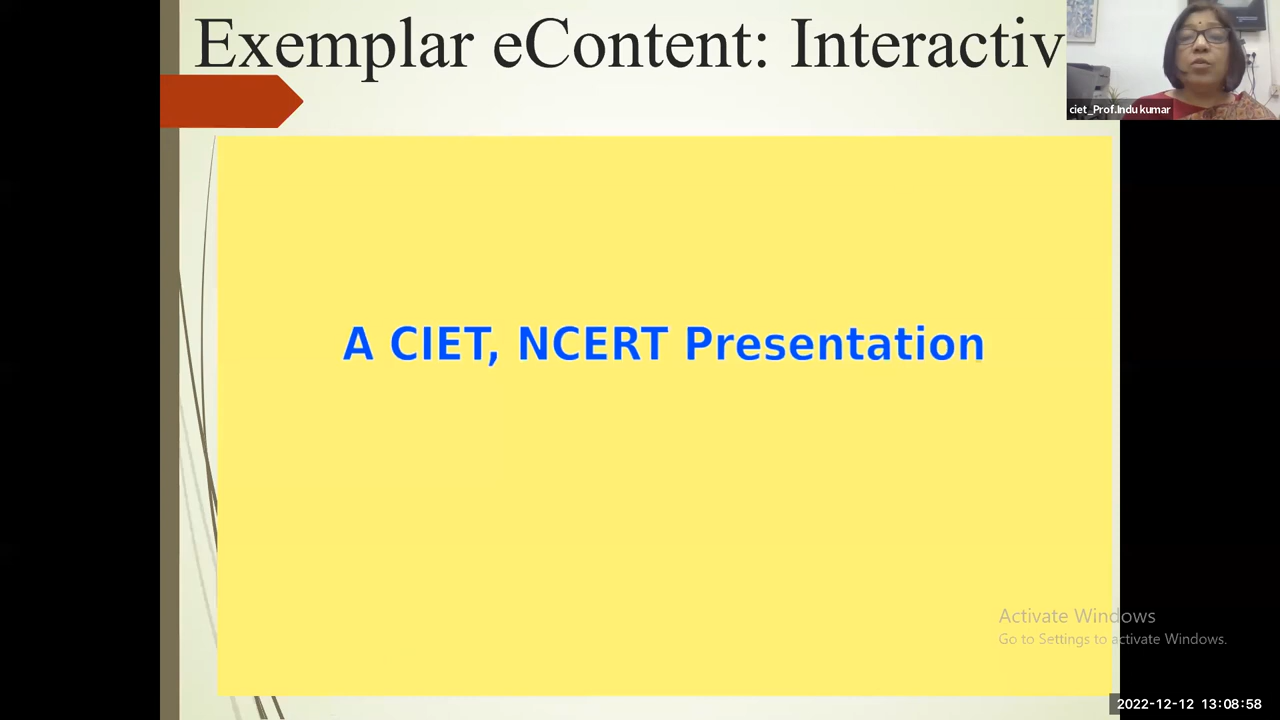 Exemplar eContent: Interactiv
ciet_Prof.Indu kumar
A CIET, NCERT Presentation
Activate Windows
Go to Settings to activate Windows.
2022-12-12 13:08:58